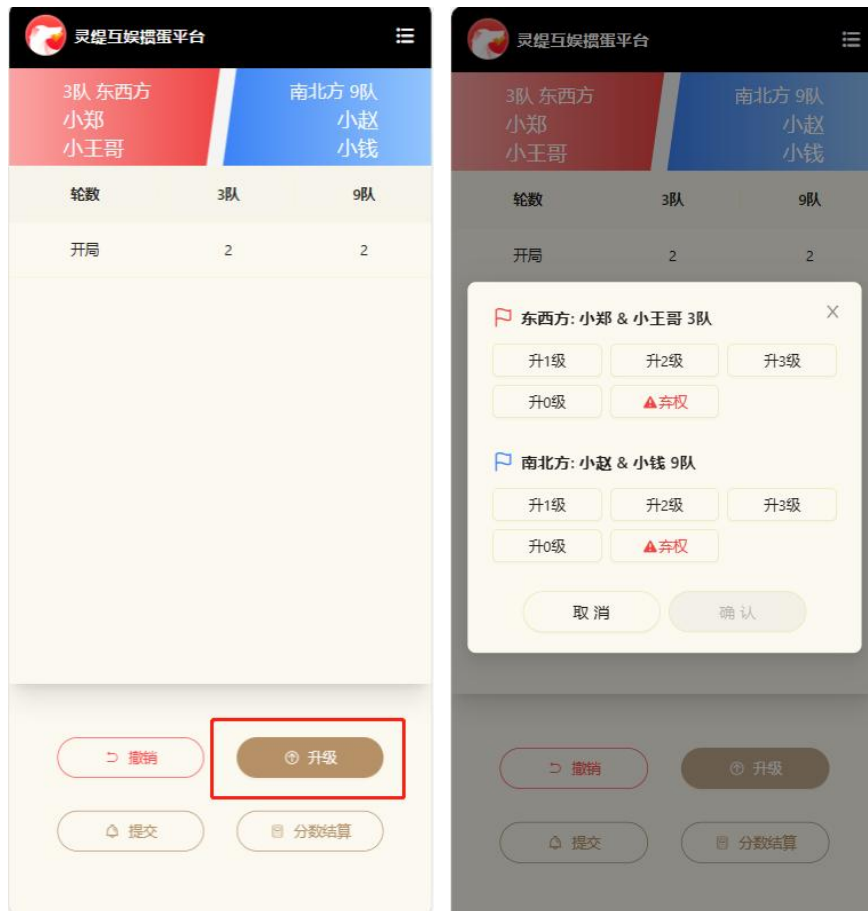 灵缇互娱掼蛋平台
3队 东西方 南北方 9队
小郑 小赵
小王哥 小钱
轮数 3队 9队
开局 2 2
撤销 升级
提交 分数结算
灵缇互娱掼蛋平台
3队 东西方 南北方 9队
小郑 小赵
小王哥 小钱
轮数 3队 9队
开局 2 2
东西方: 小郑 & 小王哥 3队
升1级 升2级 升3级
升0级 弃权
南北方: 小赵 & 小钱 9队
升1级 升2级 升3级
升0级 弃权
取消 确认
撤销 升级
提交 分数结算